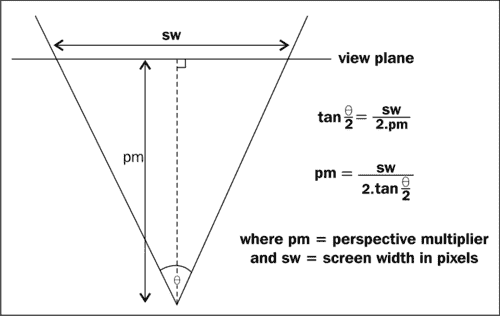 sw
view plane
pm
θ
tan θ/2 = sw / 2.pm
pm = sw / 2.tan θ/2
where pm = perspective multiplier
and sw = screen width in pixels